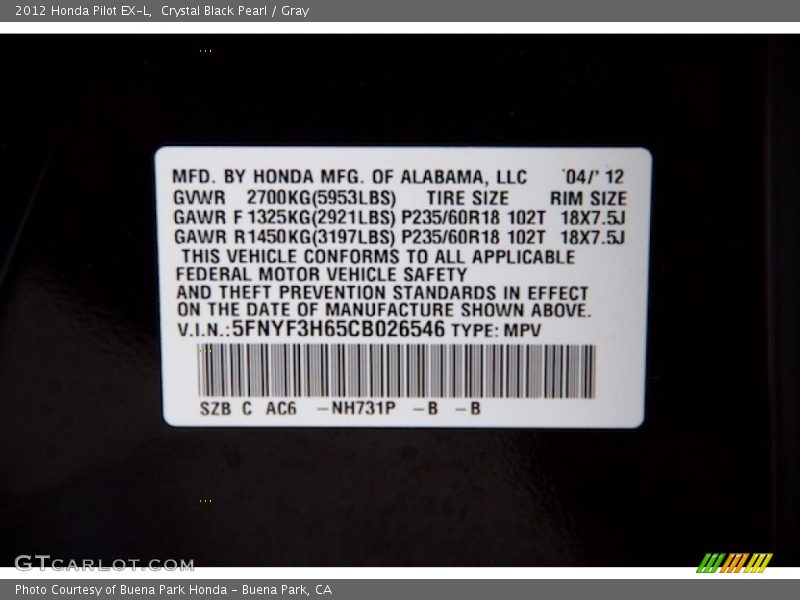 2012 Honda Pilot EX-L, Crystal Black Pearl / Gray
MFD. BY HONDA MFG. OF ALABAMA, LLC '04/' 12
GVWR 2700KG(5953LBS) TIRE SIZE RIM SIZE
GAWR F 1325KG(2921LBS) P235/60R18 102T 18X7.5J
GAWR R1450KG(3197LBS) P235/60R18 102T 18X7.5J
THIS VEHICLE CONFORMS TO ALL APPLICABLE
FEDERAL MOTOR VEHICLE SAFETY
AND THEFT PREVENTION STANDARDS IN EFFECT
ON THE DATE OF MANUFACTURE SHOWN ABOVE.
V.I.N.:5FNYF3H65CB026546 TYPE: MPV
SZB C AC6 –NH731P –B –B
GTCARLOT.COM
Photo Courtesy of Buena Park Honda – Buena Park, CA